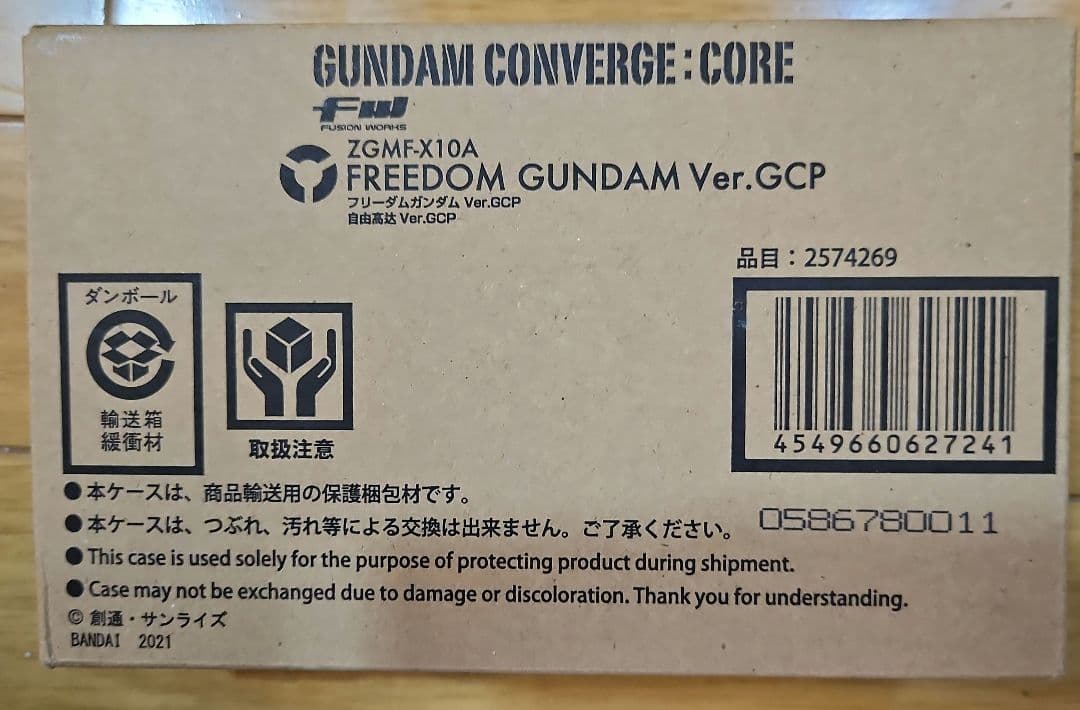 GUNDAM CONVERGE:CORE
FW
FUSION WORKS
ZGMF-X10A
FREEDOM GUNDAM Ver.GCP
フリーダムガンダム Ver.GCP
自由高达 Ver.GCP
品目：2574269
ダンボール
輸送箱
緩衝材
取扱注意
4549660627241
●本ケースは、商品輸送用の保護梱包材です。
●本ケースは、つぶれ、汚れ等による交換は出来ません。ご了承ください。
0586780011
●This case is used solely for the purpose of protecting product during shipment.
●Case may not be exchanged due to damage or discoloration. Thank you for understanding.
© 創通・サンライズ
BANDAI 2021